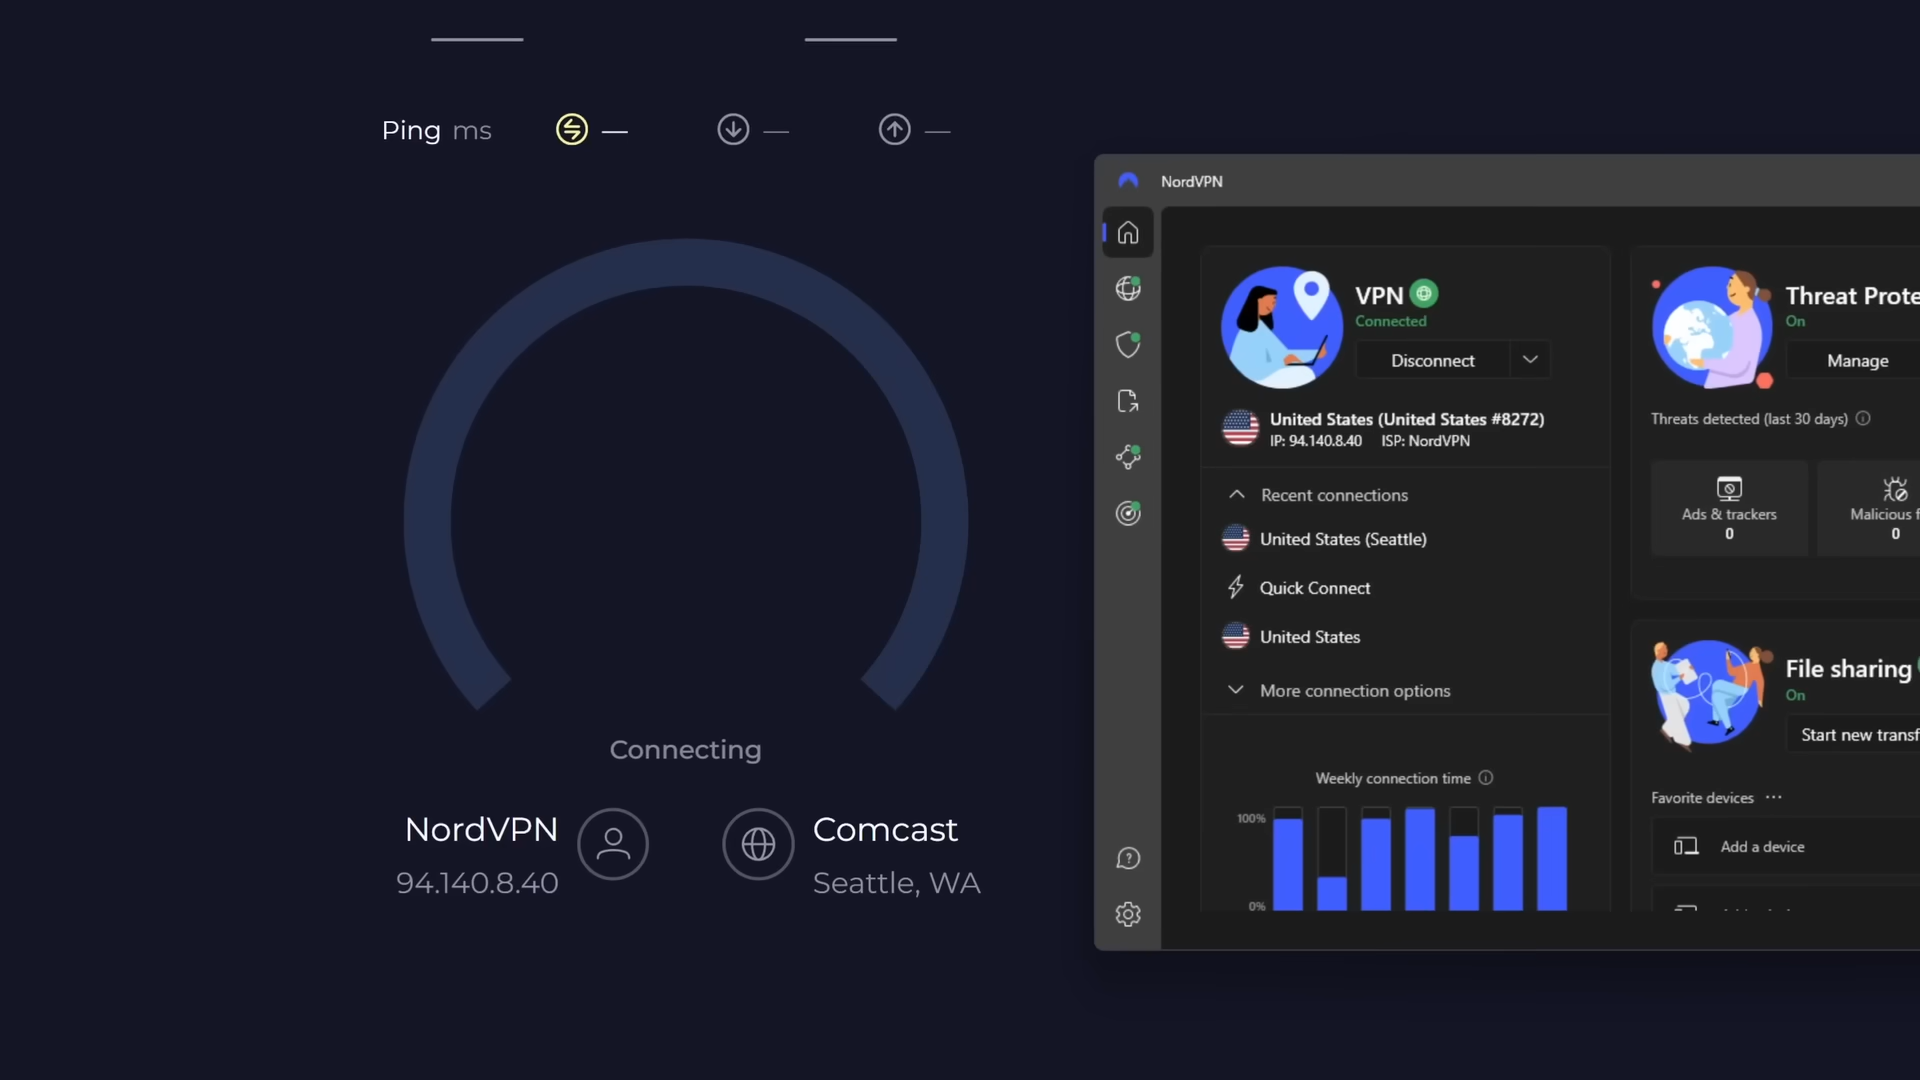 Ping ms
Connecting
NordVPN
94.140.8.40
Comcast
Seattle, WA
NordVPN
VPN
Connected
Disconnect
United States (United States #8272)
IP: 94.140.8.40 ISP: NordVPN
Recent connections
United States (Seattle)
Quick Connect
United States
More connection options
Weekly connection time
100%
0%
Threat Prote
On
Manage
Threats detected (last 30 days)
Ads & trackers
0
Malicious f
0
File sharing
On
Start new transf
Favorite devices
Add a device